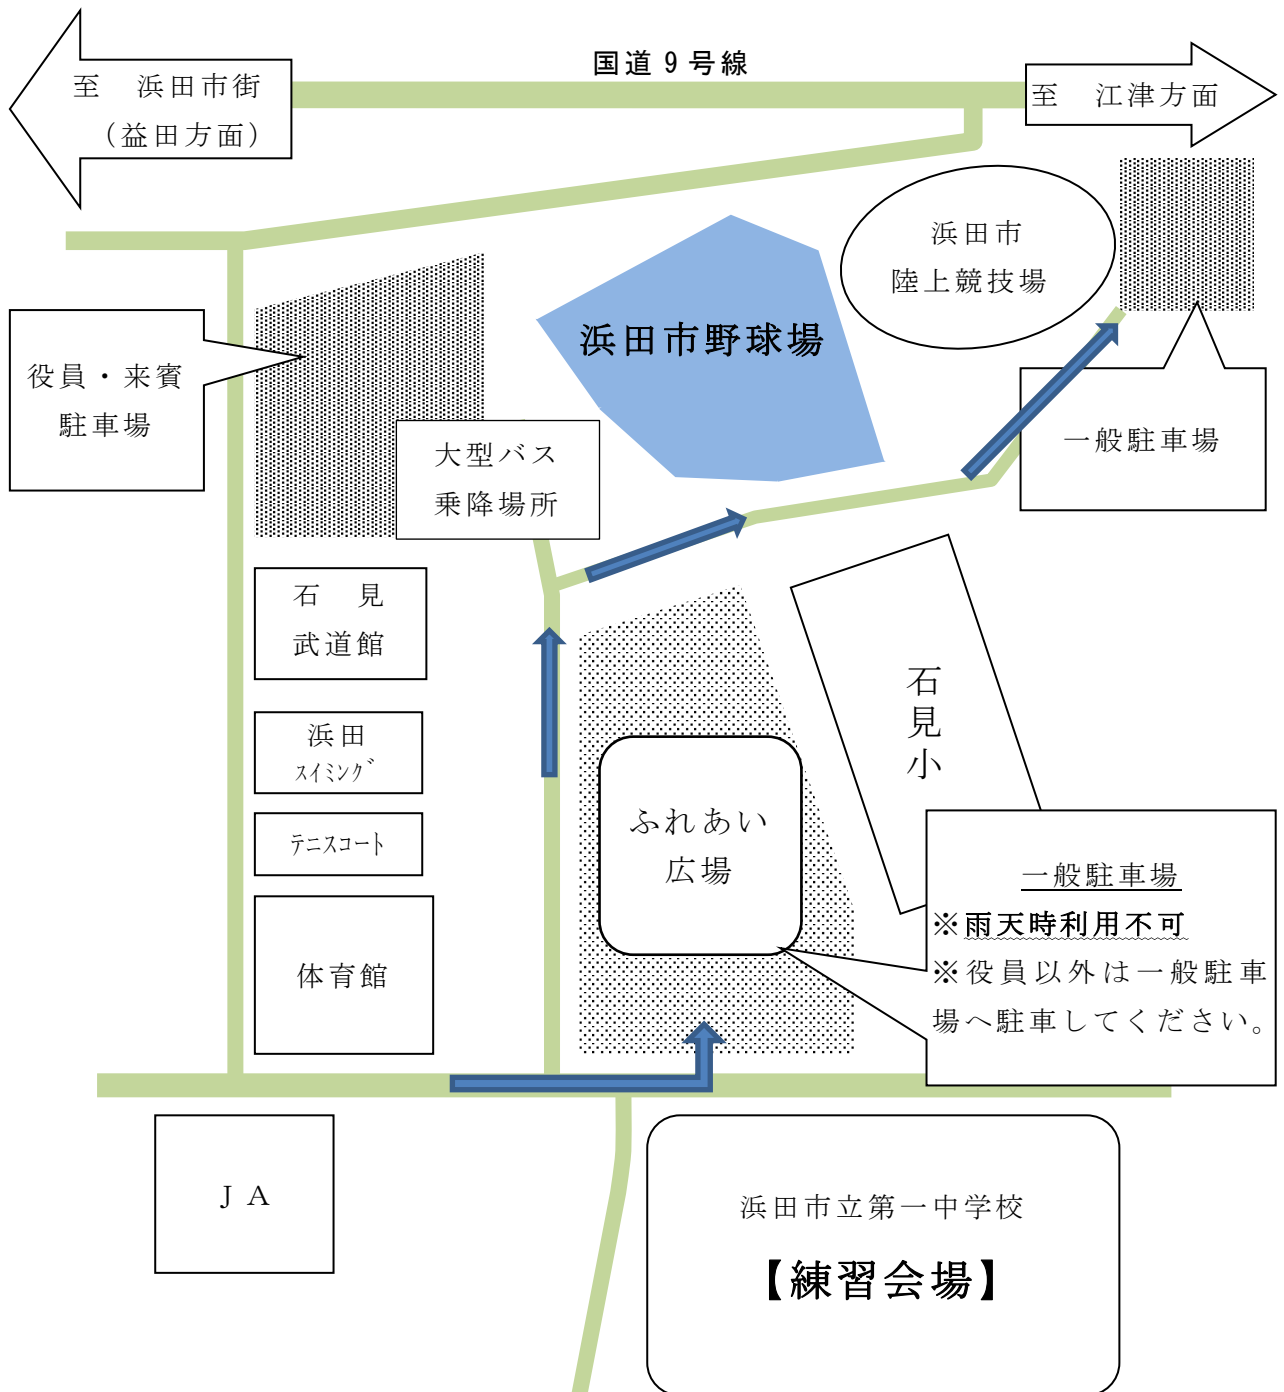 国道9号線
至　浜田市街
（益田方面）
至　江津方面
浜田市
陸上競技場
浜田市野球場
役員・来賓
駐車場
一般駐車場
大型バス
乗降場所
石　見
武道館
浜田
ｽｲﾐﾝｸﾞ
ﾃﾆｽｺｰﾄ
体育館
石見小
ふれあい
広場
一般駐車場
※雨天時利用不可
※役員以外は一般駐車
場へ駐車してください。
ＪＡ
浜田市立第一中学校
【練習会場】